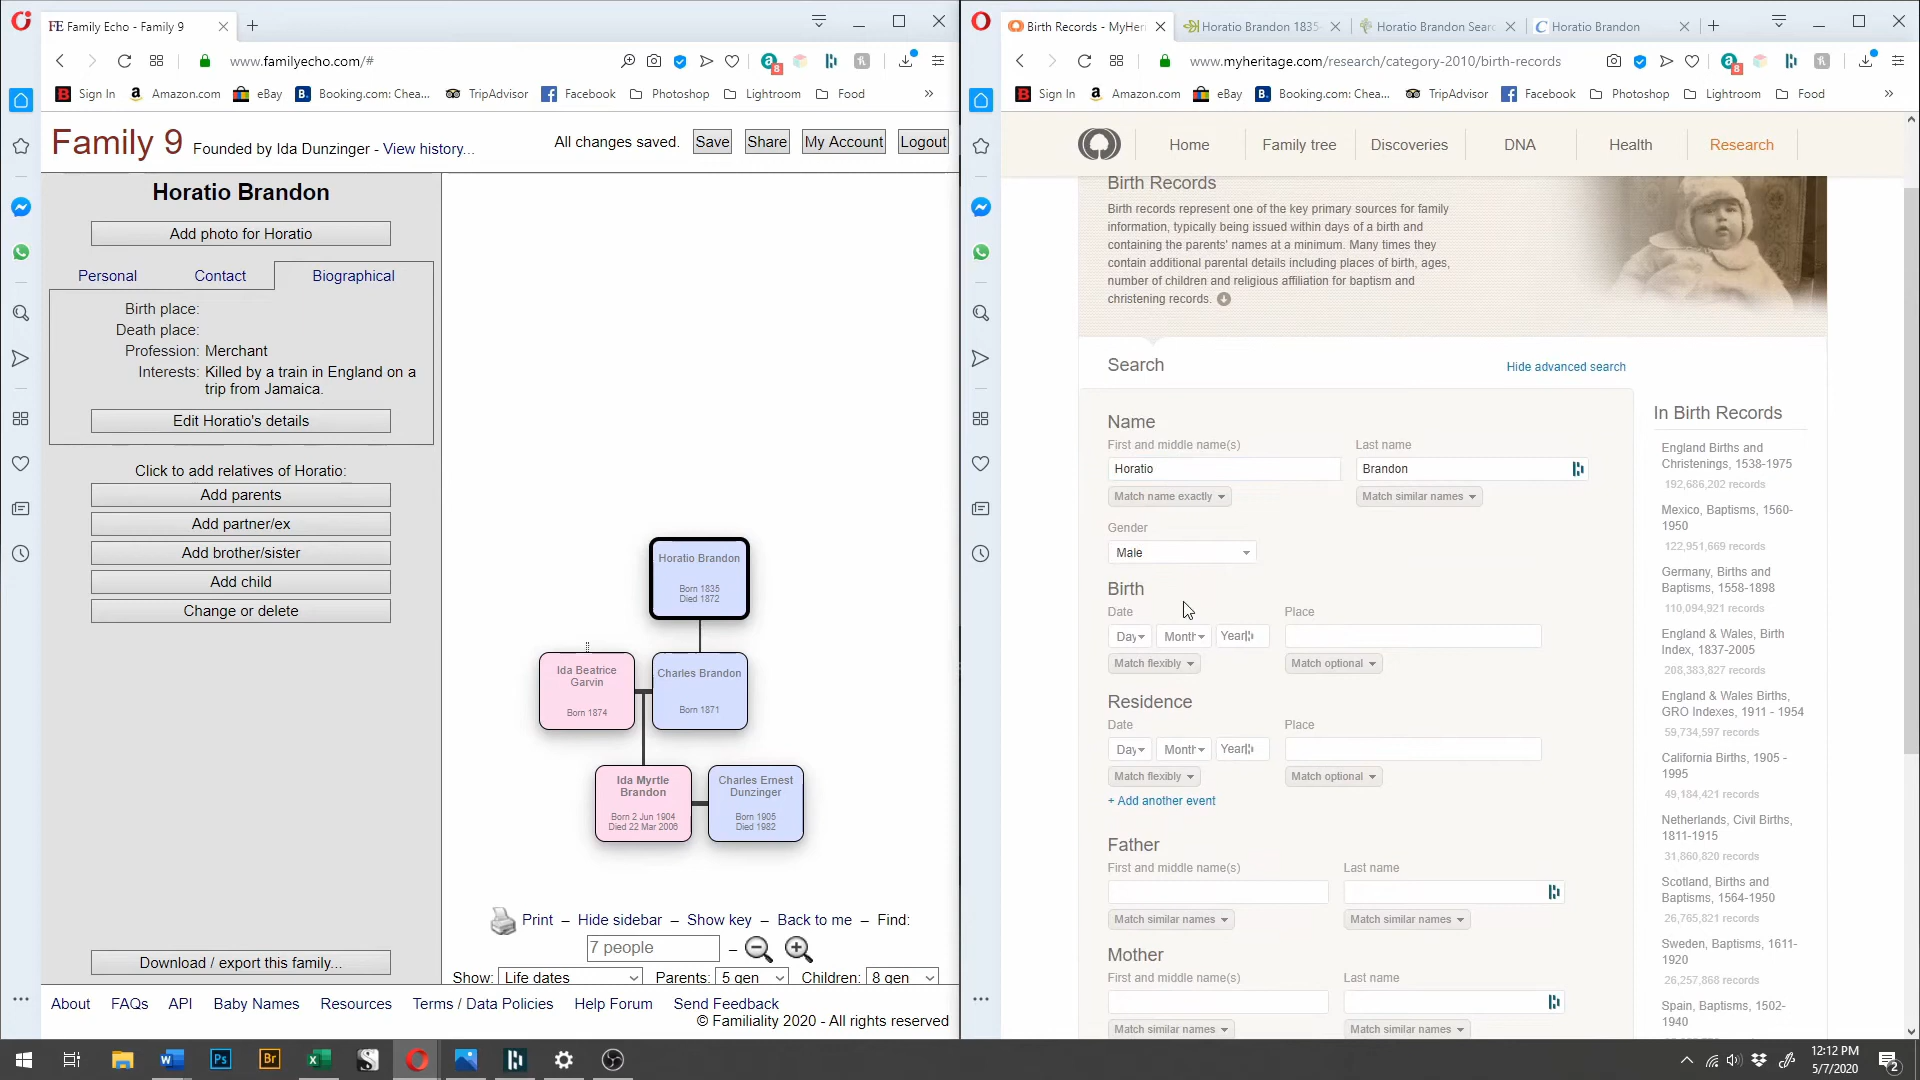 FE Family Echo - Family 9
www.familyecho.com/#
8
Sign In
Amazon.com
eBay
Booking.com: Chea...
TripAdvisor
Facebook
Photoshop
Lightroom
Food
»
Family 9 Founded by Ida Dunzinger - View history...
All changes saved.
Save
Share
My Account
Logout
Horatio Brandon
Add photo for Horatio
Personal
Contact
Biographical
Birth place:
Death place:
Profession: Merchant
Interests: Killed by a train in England on a
trip from Jamaica.
Edit Horatio's details
Click to add relatives of Horatio:
Add parents
Add partner/ex
Add brother/sister
Add child
Change or delete
Download / export this family...
Horatio Brandon
Born 1835
Died 1872
Ida Beatrice
Garvin
Born 1874
Charles Brandon
Born 1871
Ida Myrtle
Brandon
Born 2 Jun 1904
Died 22 Mar 2006
Charles Ernest
Dunzinger
Born 1905
Died 1982
Print – Hide sidebar – Show key – Back to me – Find:
7 people
–
Show: Life dates Parents: 5 gen Children: 8 gen
About
FAQs
API
Baby Names
Resources
Terms / Data Policies
Help Forum
Send Feedback
© Familiality 2020 - All rights reserved
Birth Records - MyHeri
Horatio Brandon 1835-
Horatio Brandon Searc
Horatio Brandon
www.myheritage.com/research/category-2010/birth-records
8
Sign In
Amazon.com
eBay
Booking.com: Chea...
TripAdvisor
Facebook
Photoshop
Lightroom
Food
»
Home
Family tree
Discoveries
DNA
Health
Research
Birth Records
Birth records represent one of the key primary sources for family
information, typically being issued within days of a birth and
containing the parents' names at a minimum. Many times they
contain additional parental details including places of birth, ages,
number of children and religious affiliation for baptism and
christening records.
Search
Hide advanced search
Name
First and middle name(s)
Last name
Horatio
Brandon
Match name exactly
Match similar names
Gender
Male
Birth
Date
Place
Day
Month
Year
Match flexibly
Match optional
Residence
Date
Place
Day
Month
Year
Match flexibly
Match optional
+ Add another event
Father
First and middle name(s)
Last name
Match similar names
Match similar names
Mother
First and middle name(s)
Last name
Match similar names
Match similar names
In Birth Records
England Births and
Christenings, 1538-1975
192,686,202 records
Mexico, Baptisms, 1560-
1950
122,951,669 records
Germany, Births and
Baptisms, 1558-1898
110,094,921 records
England & Wales, Birth
Index, 1837-2005
208,383,827 records
England & Wales Births,
GRO Indexes, 1911 - 1954
59,734,597 records
California Births, 1905 -
1995
49,184,421 records
Netherlands, Civil Births,
1811-1915
31,860,820 records
Scotland, Births and
Baptisms, 1564-1950
26,765,821 records
Sweden, Baptisms, 1611-
1920
26,257,868 records
Spain, Baptisms, 1502-
1940
12:12 PM
5/7/2020
2